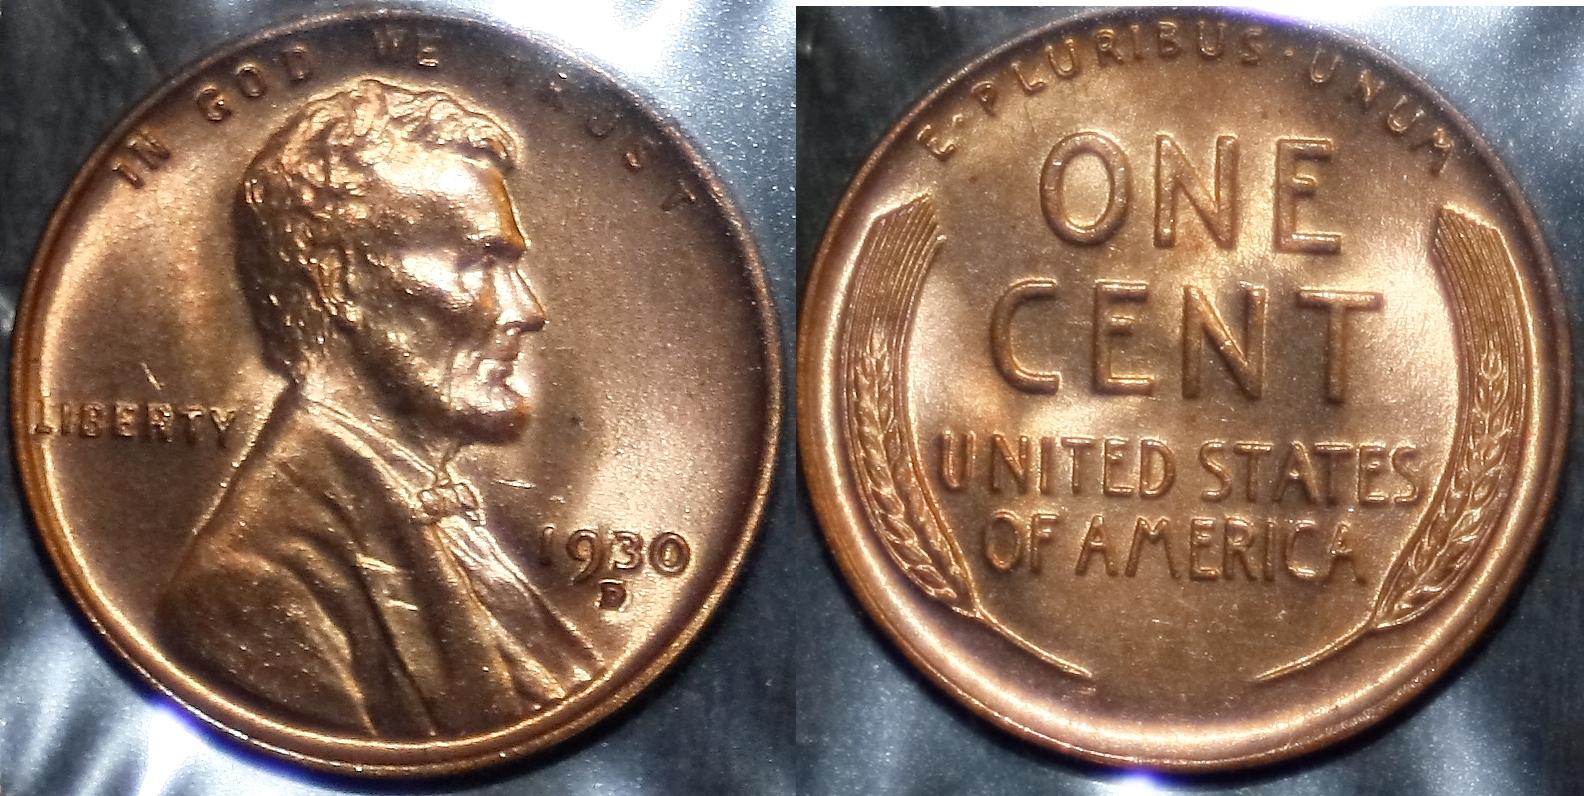 IN GOD WE TRUST
LIBERTY
1930
D
E·PLURIBUS·UNUM
ONE
CENT
UNITED STATES
OF AMERICA